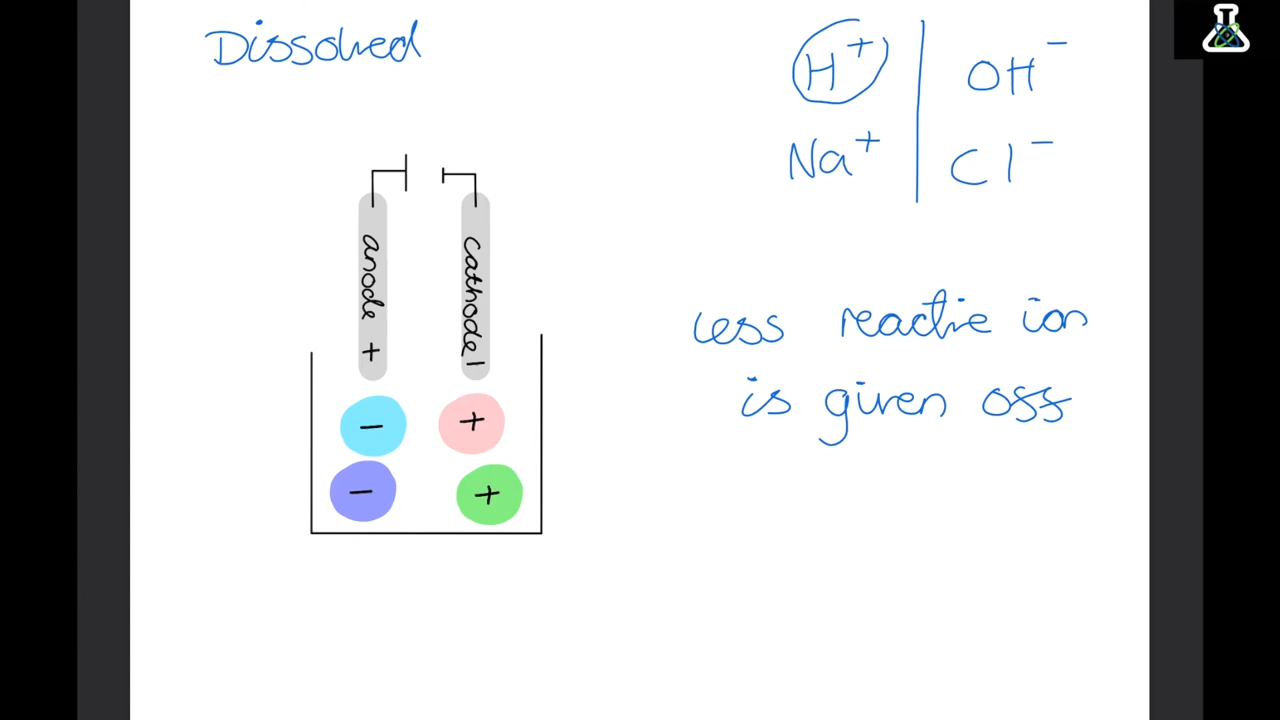 Dissolved
H+ | OH-
Na+ | Cl-
anode +
cathode -
less reactive ion
is given off
- +
- +